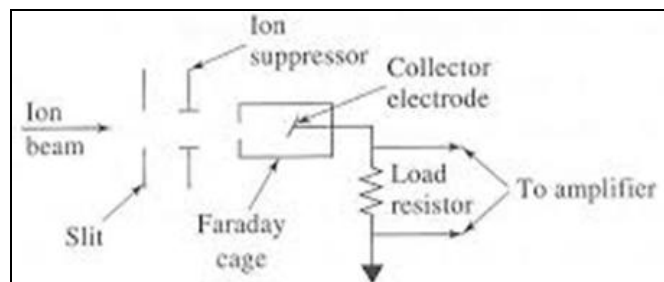 Ion
suppressor
Collector
electrode
Ion
beam
Load
resistor
To amplifier
Slit
Faraday
cage